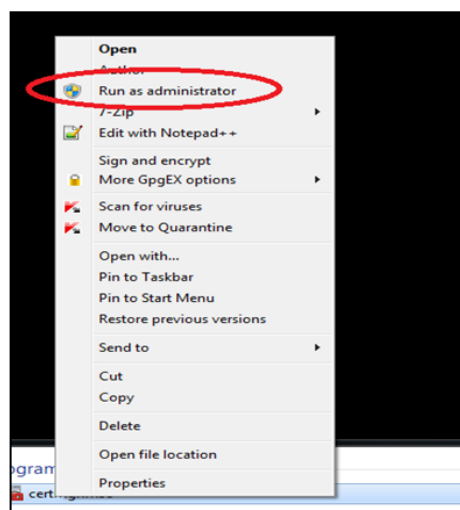 Open
Author
Run as administrator
7-Zip
Edit with Notepad++
Sign and encrypt
More GpgEX options
Scan for viruses
Move to Quarantine
Open with...
Pin to Taskbar
Pin to Start Menu
Restore previous versions
Send to
Cut
Copy
Delete
Open file location
ogram
Properties